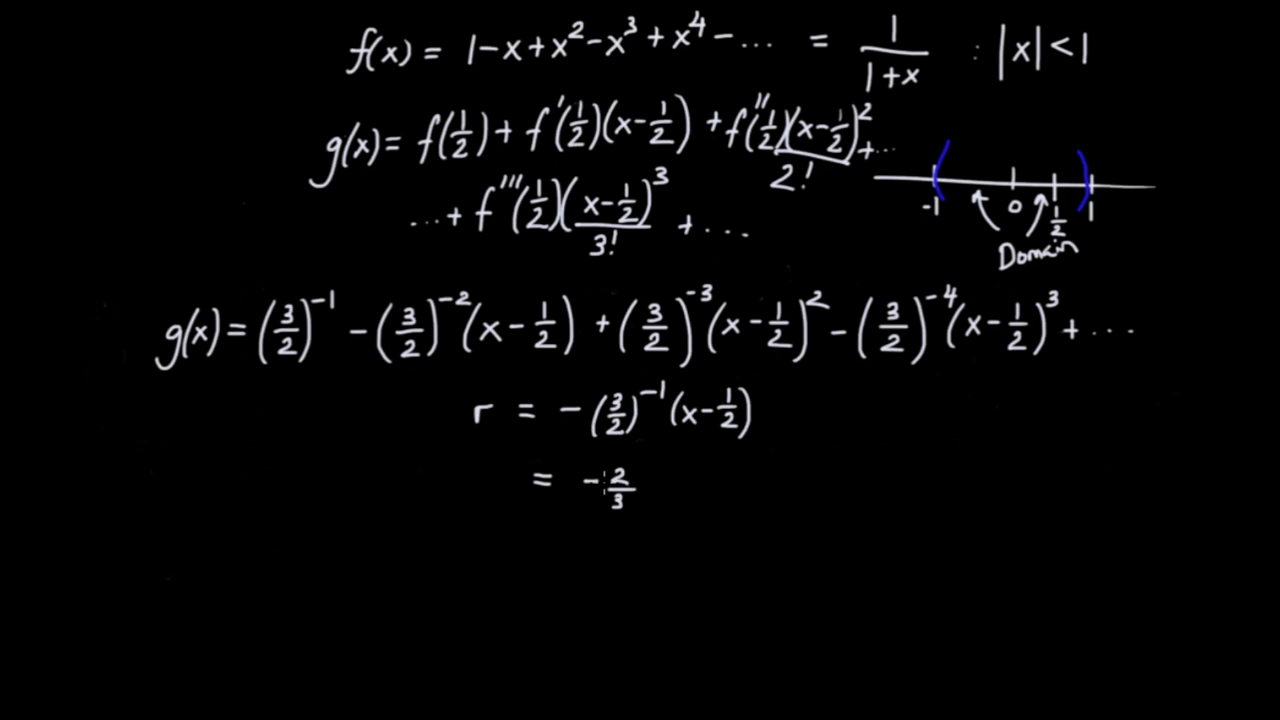 f(x) = 1 - x + x² - x³ + x⁴ - ... = 1/(1+x) : |x| < 1
g(x) = f(1/2) + f'(1/2)(x - 1/2) + f''(1/2)(x - 1/2)²/2! + ...
... + f'''(1/2)(x - 1/2)³/3! + ...
-1 0 1/2 1
Domain
g(x) = (3/2)⁻¹ - (3/2)⁻²(x - 1/2) + (3/2)⁻³(x - 1/2)² - (3/2)⁻⁴(x - 1/2)³ + ...
r = -(3/2)⁻¹(x - 1/2)
= -2/3